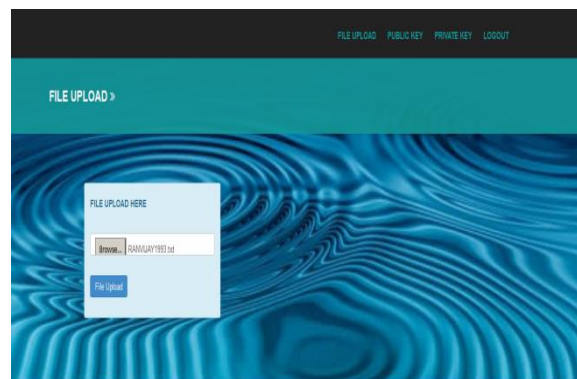 FILE UPLOAD PUBLIC KEY PRIVATE KEY LOGOUT
FILE UPLOAD »
FILE UPLOAD HERE
Browse... RANVIJAY1993.txt
File Upload